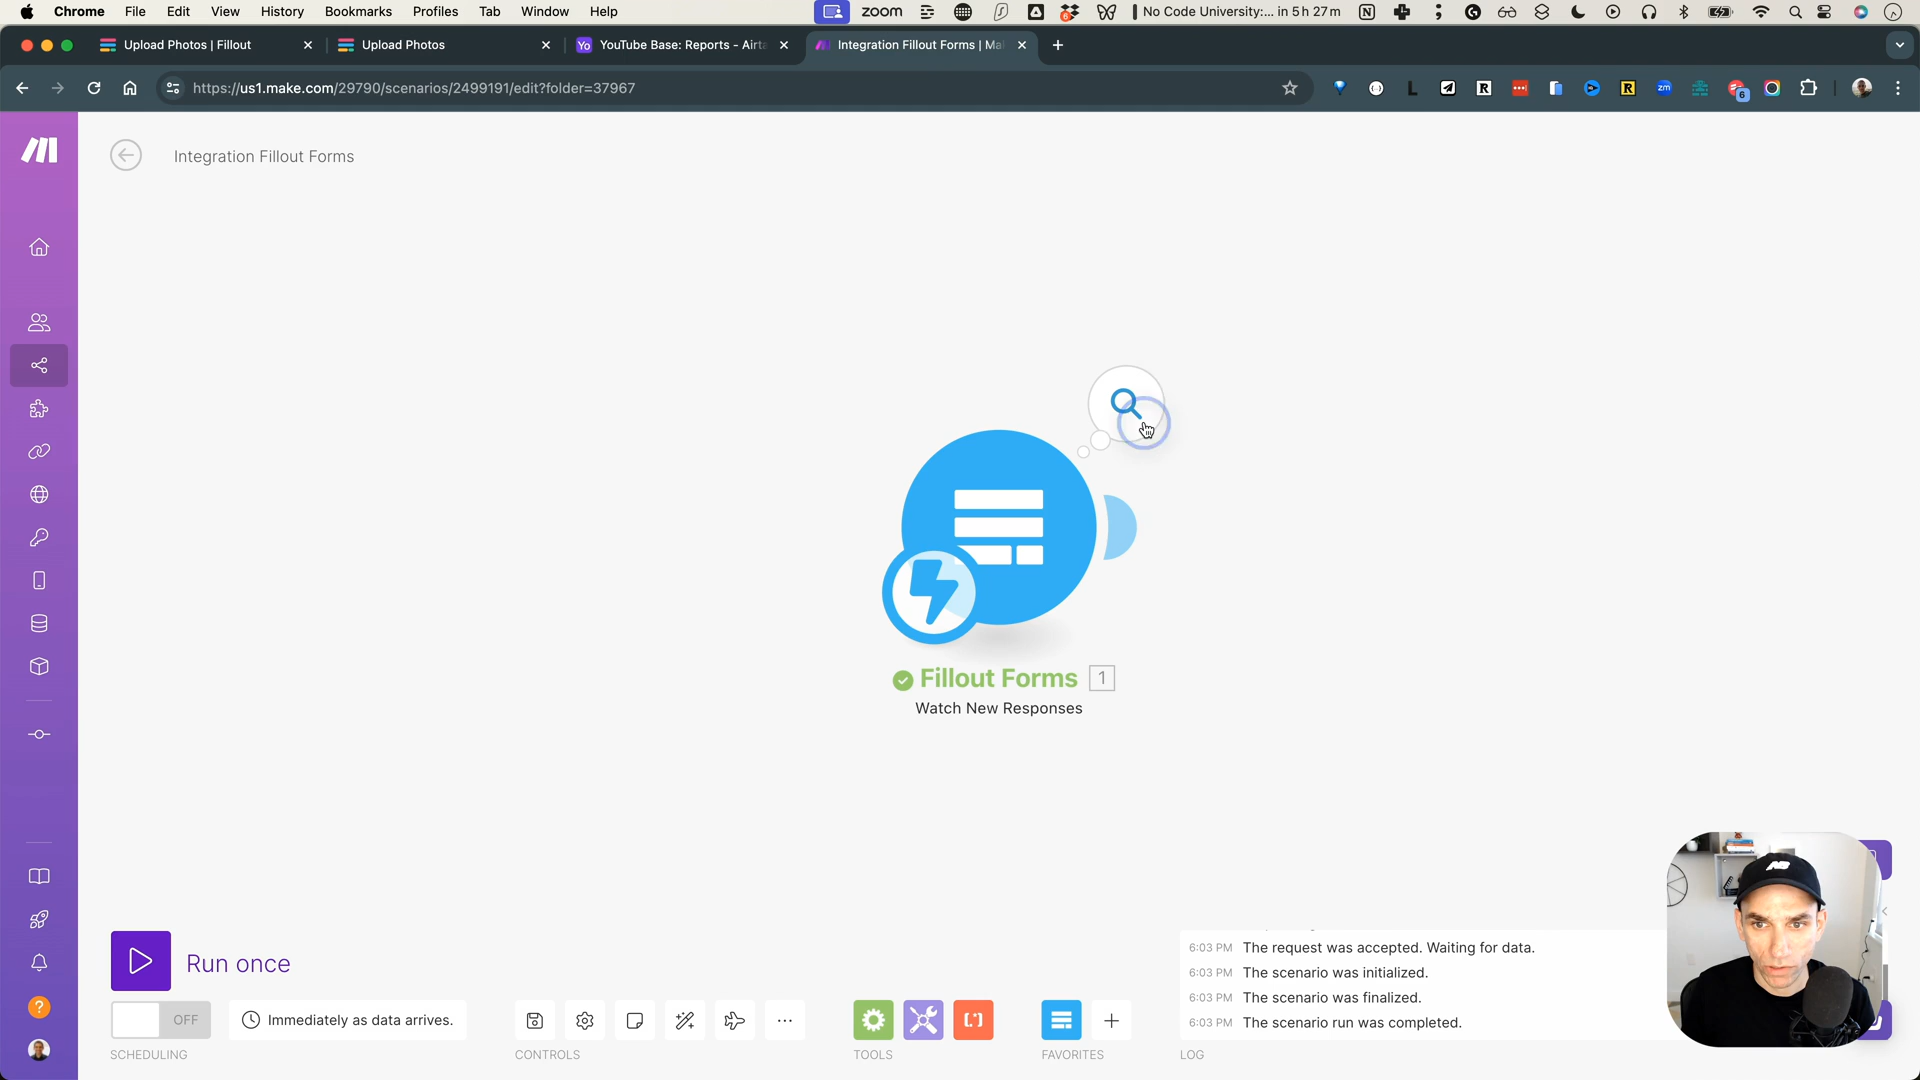 Chrome File Edit View History Bookmarks Profiles Tab Window Help
zoom
No Code University:... in 5 h 27 m
Upload Photos | Fillout
Upload Photos
Yo YouTube Base: Reports - Airta
Integration Fillout Forms | Ma
https://us1.make.com/29790/scenarios/2499191/edit?folder=37967
Integration Fillout Forms
Fillout Forms 1
Watch New Responses
Run once
6:03 PM The request was accepted. Waiting for data.
6:03 PM The scenario was initialized.
6:03 PM The scenario was finalized.
6:03 PM The scenario run was completed.
OFF
Immediately as data arrives.
SCHEDULING
CONTROLS
TOOLS
FAVORITES
LOG